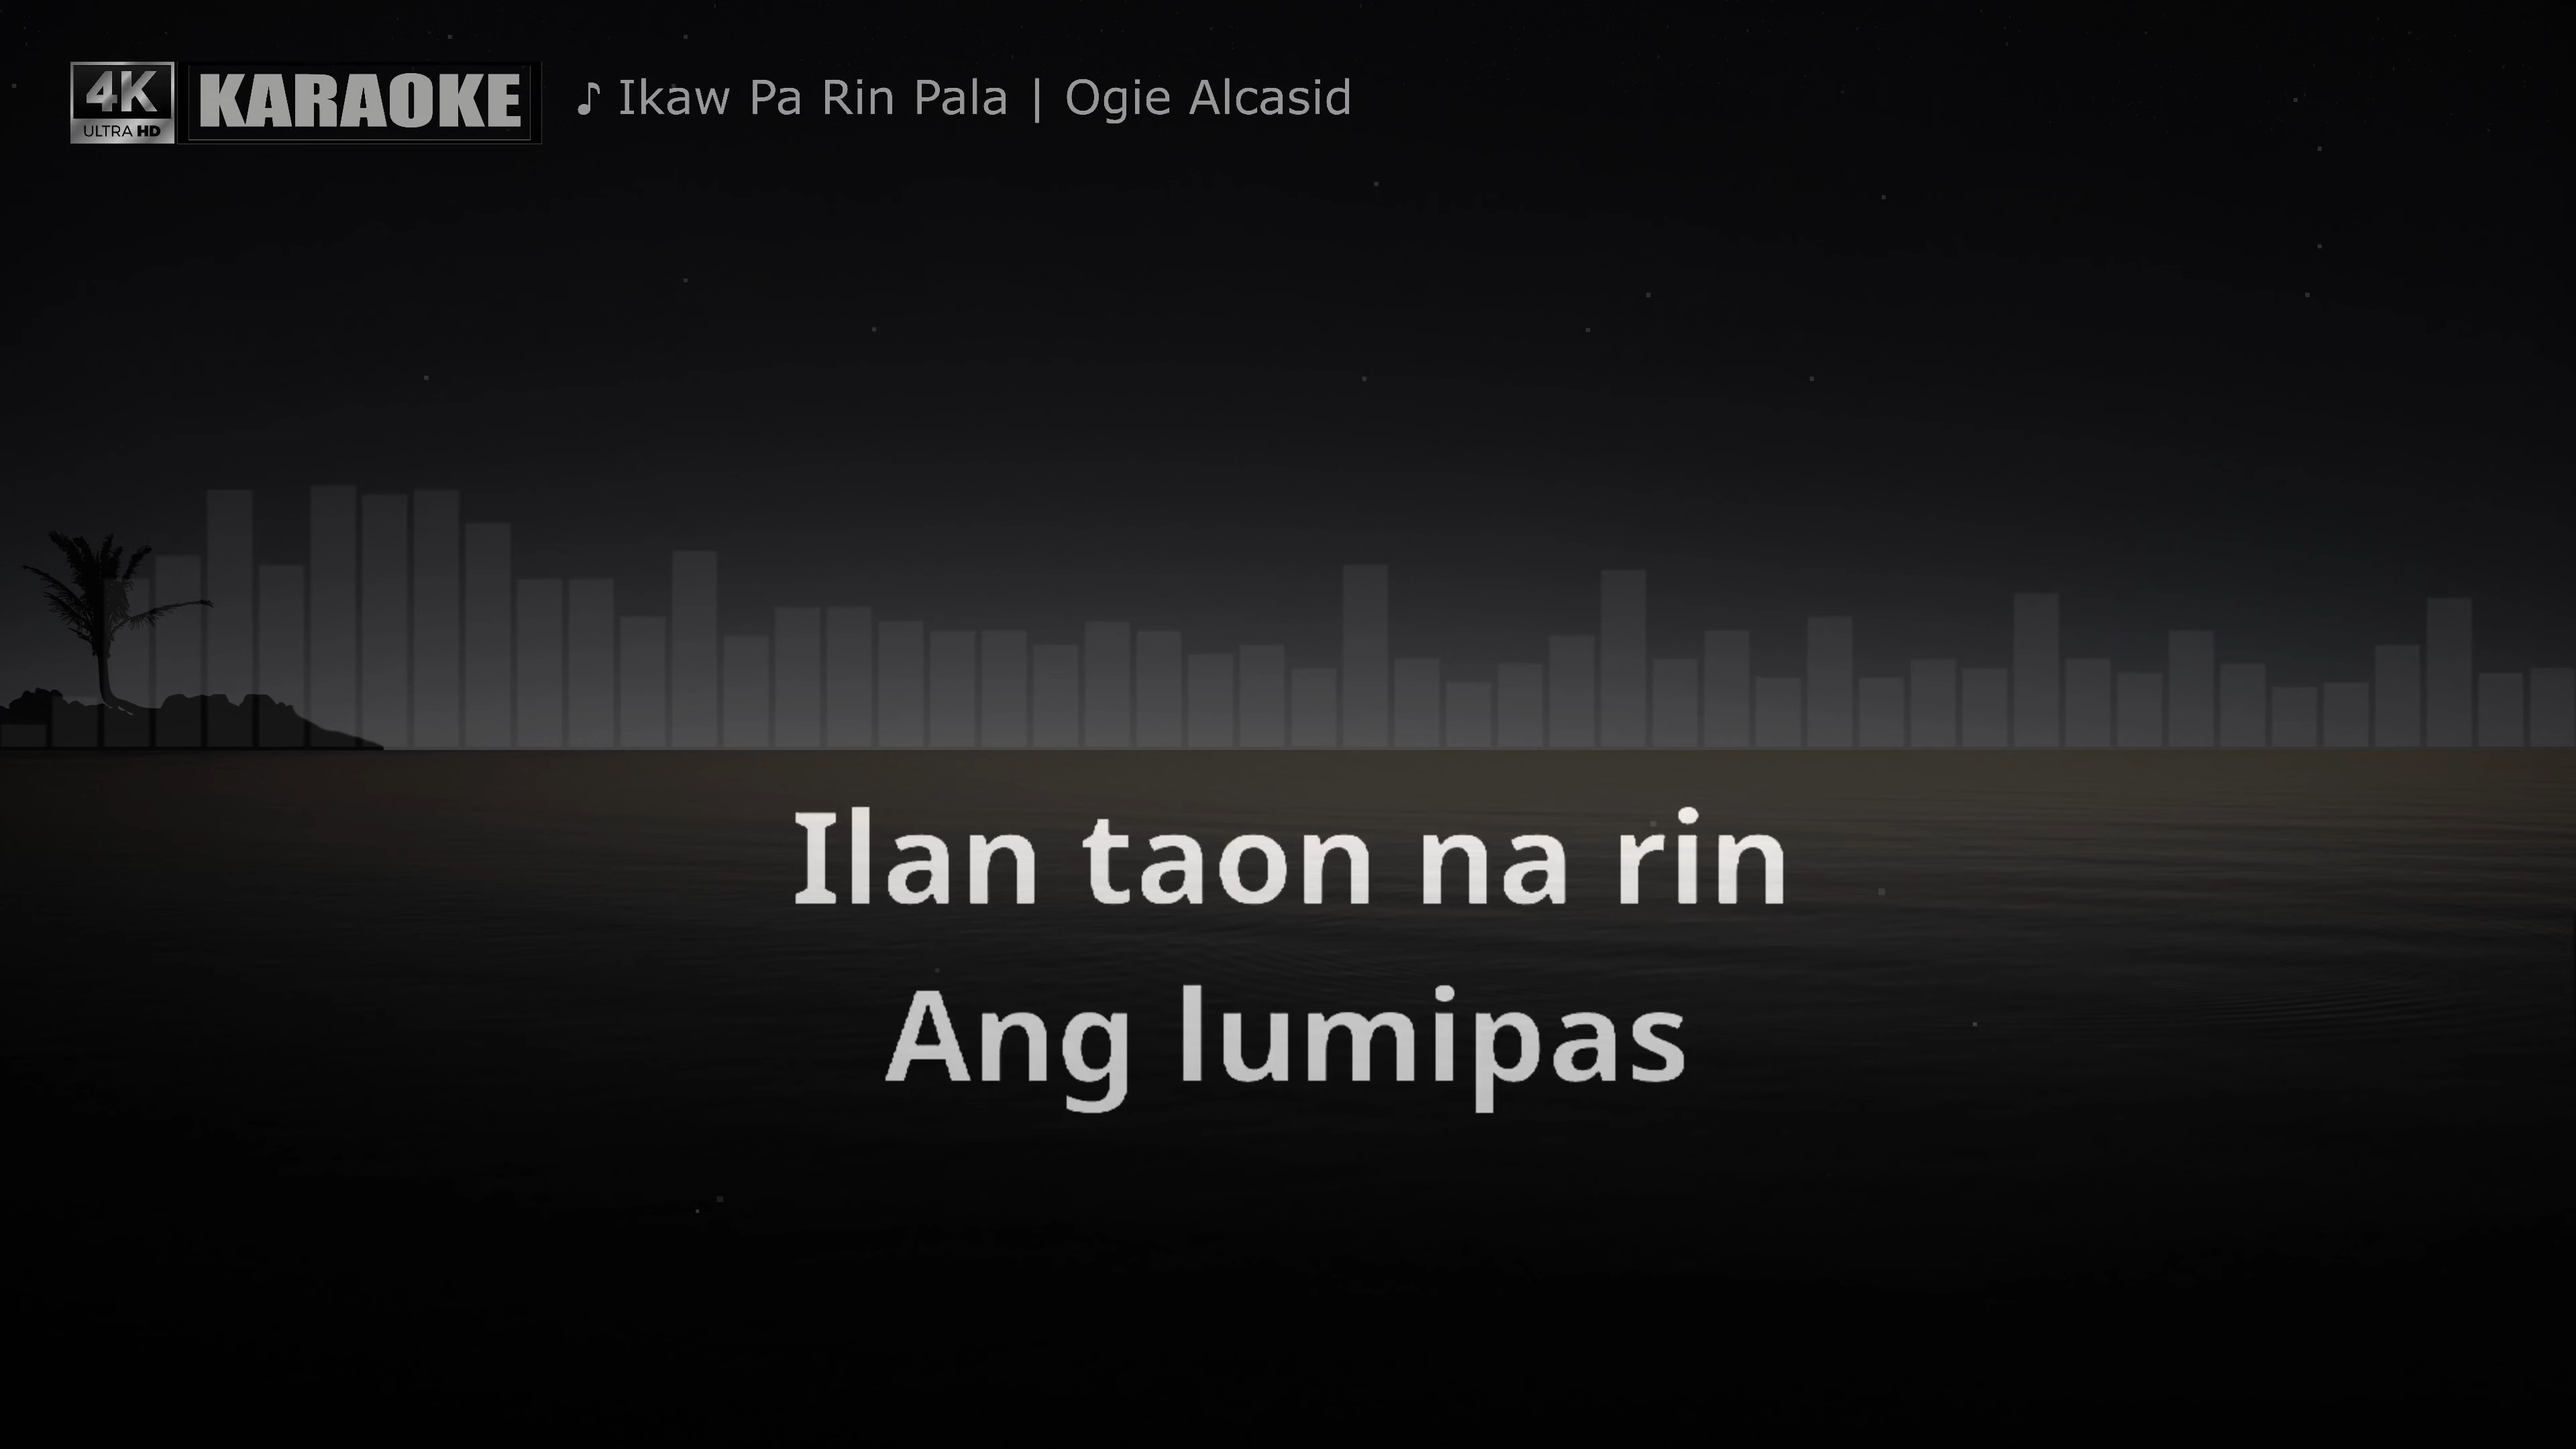 4K
ULTRA HD
KARAOKE
♪ Ikaw Pa Rin Pala | Ogie Alcasid
Ilan taon na rin
Ang lumipas